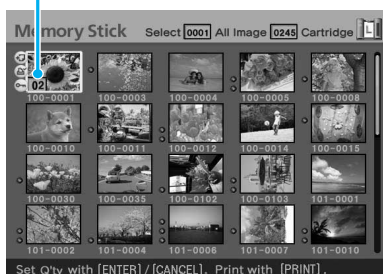 Memory Stick Select 0001 All Image 0245 Cartridge L
02
100-0001 100-0003 100-0004 100-0005 100-0008
100-0010 100-0011 100-0012 100-0014 100-0015
100-0030 100-0035 100-0102 100-0103 101-0001
101-0002 101-0004 101-0006 101-0007 101-0010
Set Q'ty with [ENTER]/[CANCEL]. Print with [PRINT].